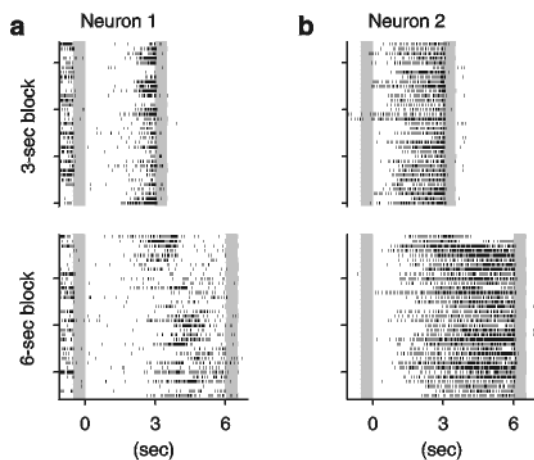 a Neuron 1
b Neuron 2
3-sec block
6-sec block
0 3 6
(sec)
0 3 6
(sec)